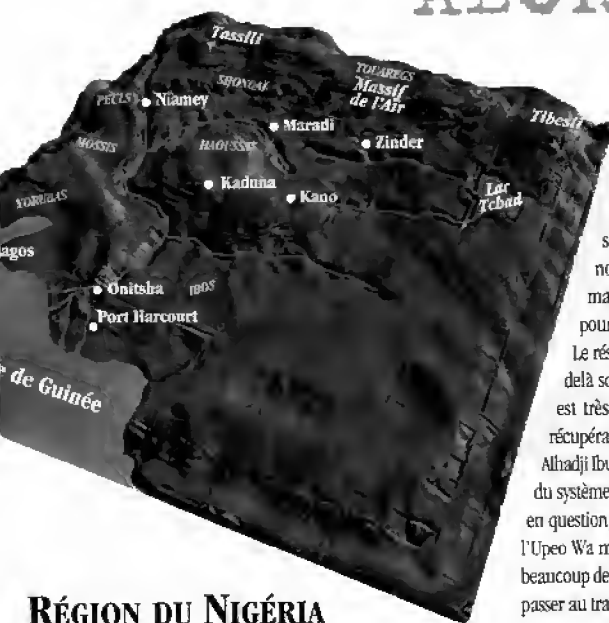 Tassili
TOUAREGS
SHONGAÏ
Massif
de l'Aïr
Niamey
Tibesti
Maradi
MOSSIS
HAOUSSAS
Zinder
Kaduna
Kano
Lac
Tchad
YORUBAS
agos
Onitsha
IBOS
Port Harcourt
e de Guinée
RÉGION DU NIGÉRIA
s
no
ma
pour
Le rés
delà so
est très
récupéra
Alhadji Ibu
du système
en question
l'Upeo Wa m
beaucoup de
passer au tra